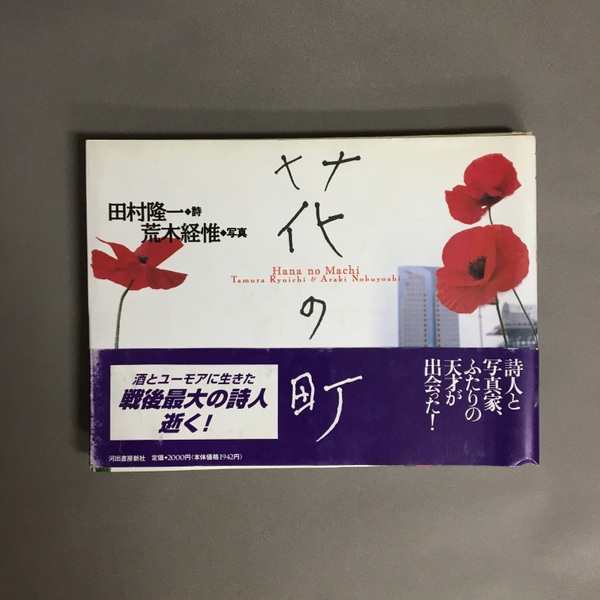 花の町
田村隆一◆詩
荒木経惟◆写真
Hana no Machi
Tamura Ryuichi & Araki Nobuyoshi
詩人と
写真家、
ふたりの
天才が
出会った！
酒とユーモアに生きた
戦後最大の詩人
逝く！
河出書房新社 定価●2000円(本体価格1942円)